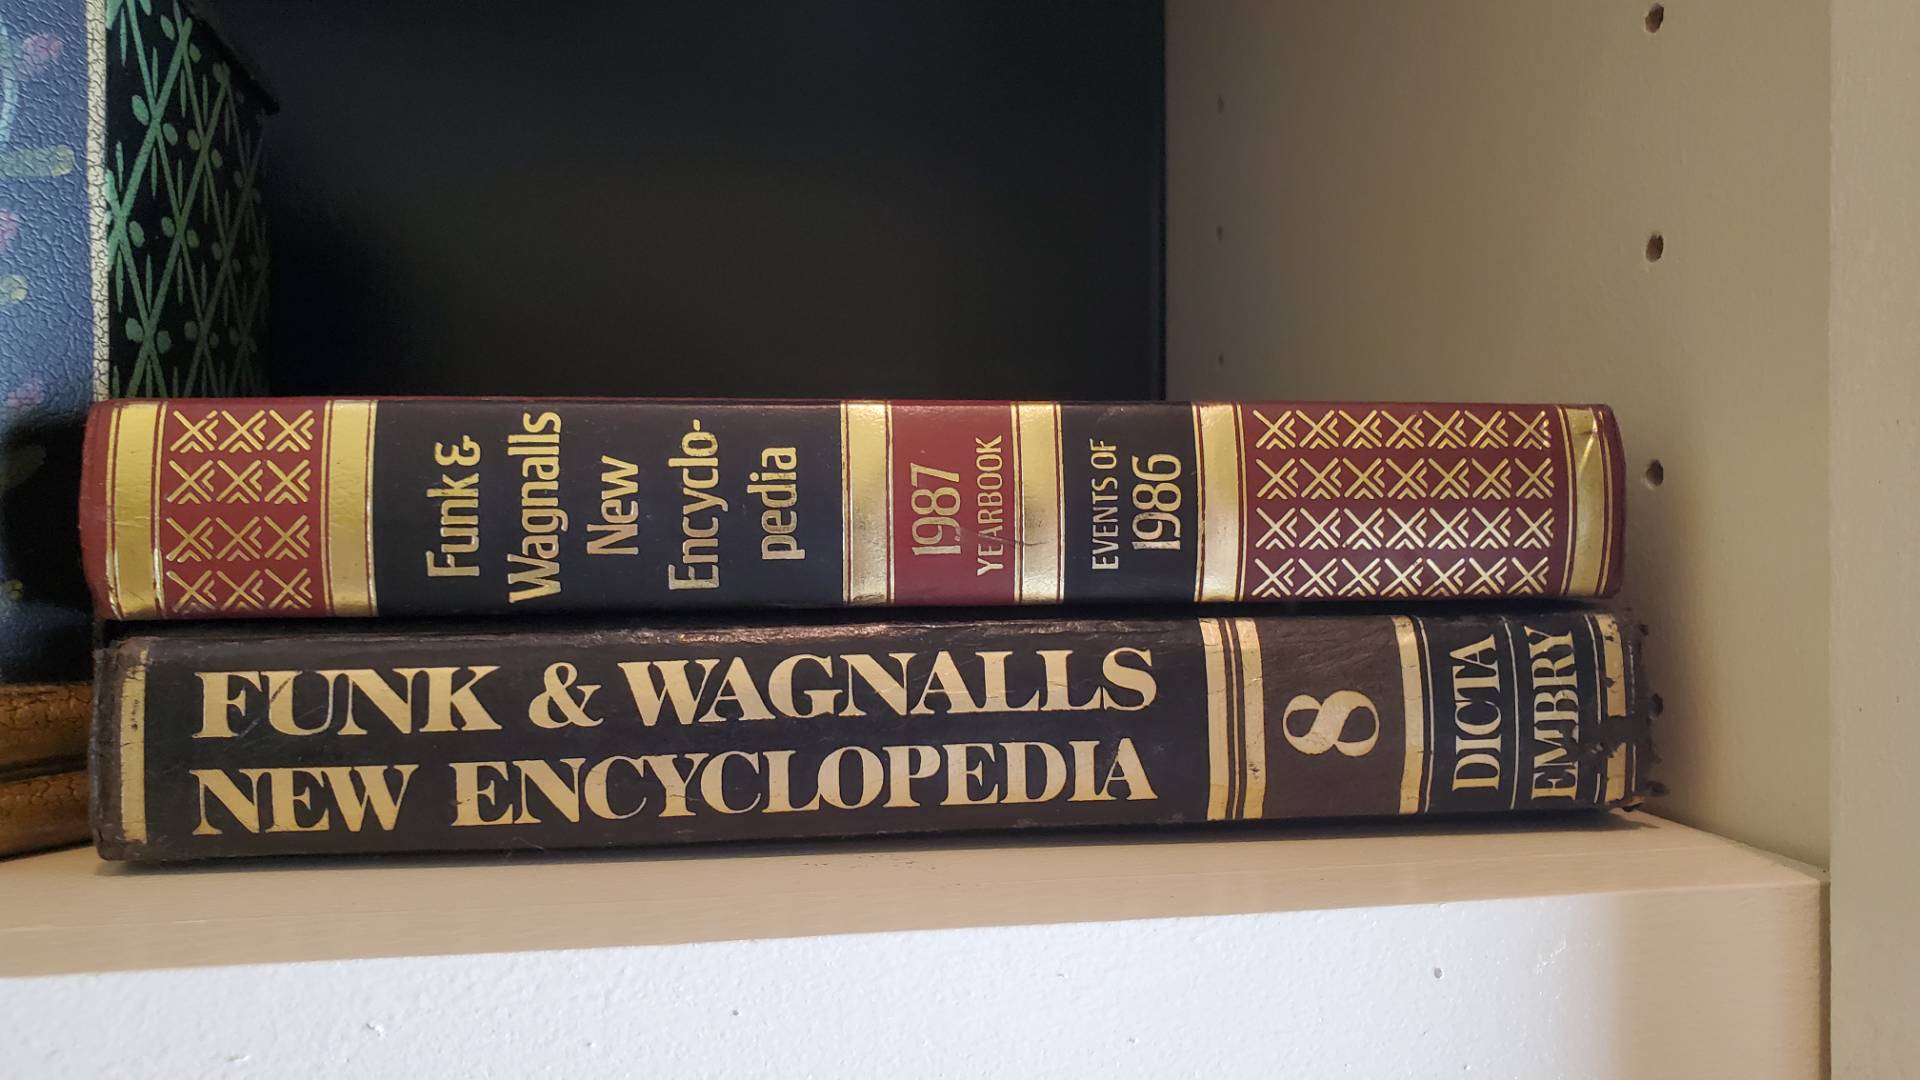 Funk &
Wagnalls
New
Encyclo-
pedia
1987
YEARBOOK
EVENTS OF
1986
FUNK & WAGNALLS
NEW ENCYCLOPEDIA
8
DICTA
EMBRY